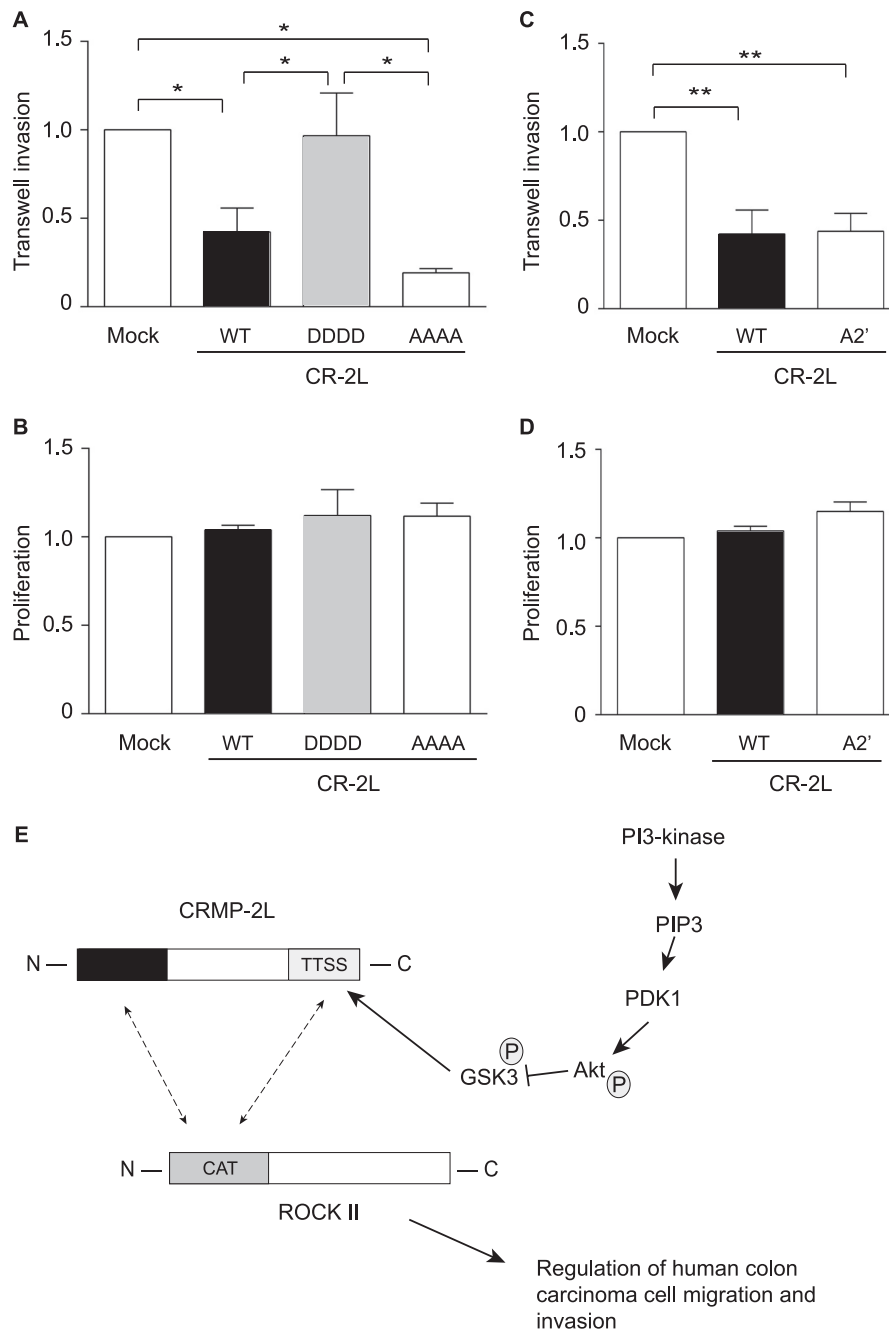 A
Transwell invasion
1.5
1.0
0.5
0
*
*
*
*
Mock
WT
DDDD
AAAA
CR-2L
C
Transwell invasion
1.5
1.0
0.5
0
**
**
Mock
WT
A2'
CR-2L
B
Proliferation
1.5
1.0
0.5
0
Mock
WT
DDDD
AAAA
CR-2L
D
Proliferation
1.5
1.0
0.5
0
Mock
WT
A2'
CR-2L
E
PI3-kinase
PIP3
PDK1
Akt
P
GSK3
P
CRMP-2L
N
TTSS
C
N
CAT
C
ROCK II
Regulation of human colon
carcinoma cell migration and
invasion